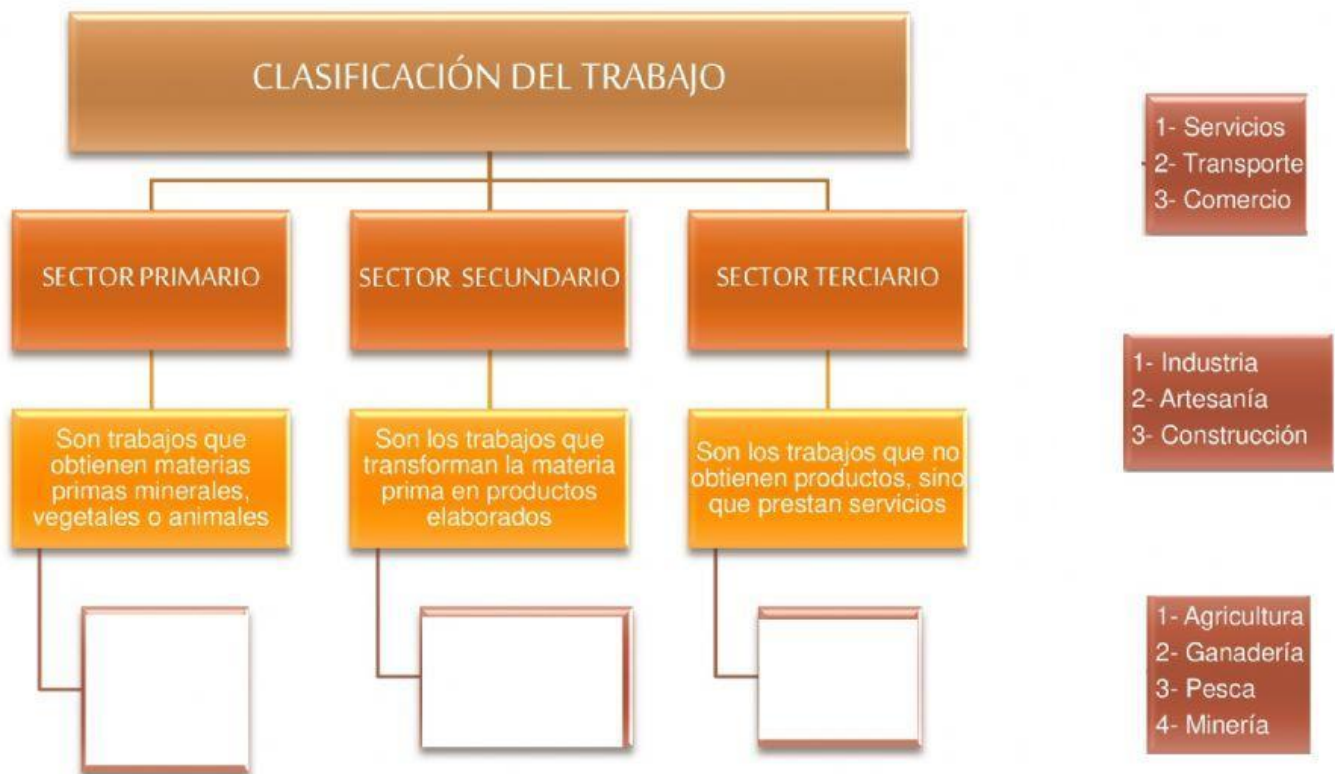 CLASIFICACIÓN DEL TRABAJO
SECTOR PRIMARIO
SECTOR SECUNDARIO
SECTOR TERCIARIO
Son trabajos que
obtienen materias
primas minerales,
vegetales o animales
Son los trabajos que
transforman la materia
prima en productos
elaborados
Son los trabajos que no
obtienen productos, sino
que prestan servicios
1- Servicios
2- Transporte
3- Comercio
1- Industria
2- Artesanía
3- Construcción
1- Agricultura
2- Ganadería
3- Pesca
4- Minería